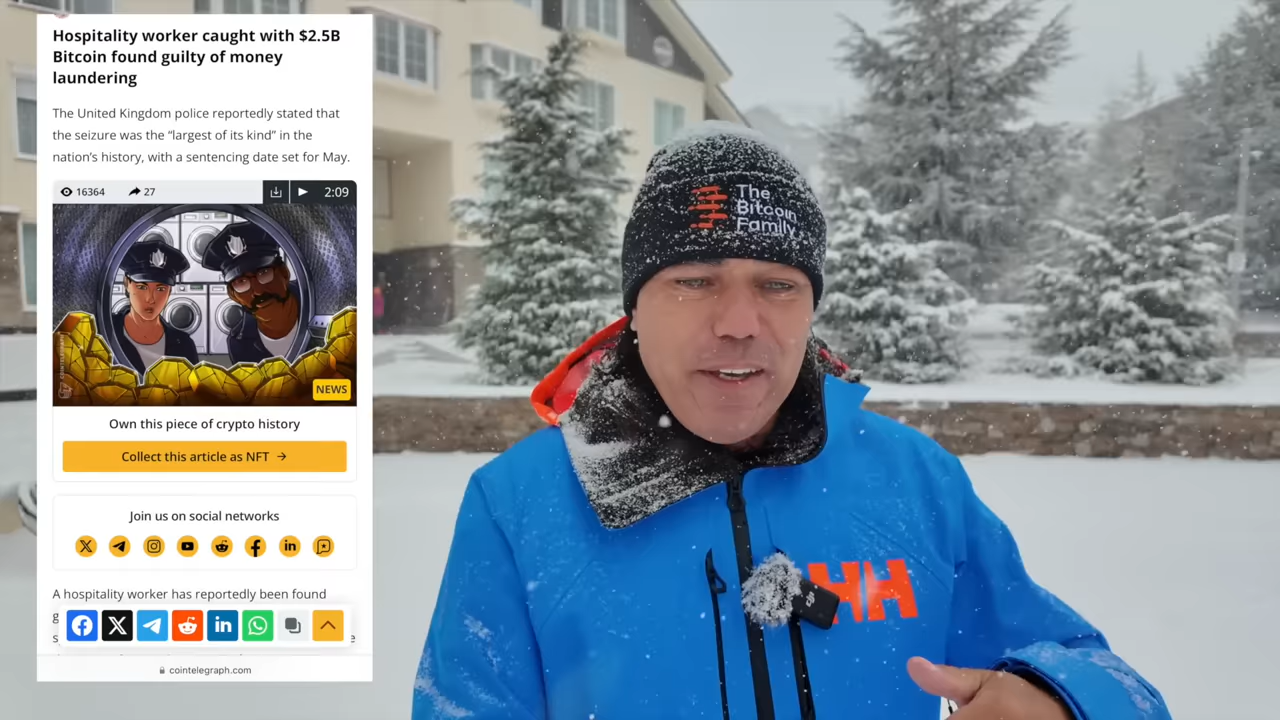 Hospitality worker caught with $2.5B
Bitcoin found guilty of money
laundering
The United Kingdom police reportedly stated that
the seizure was the “largest of its kind” in the
nation’s history, with a sentencing date set for May.
16364 27 2:09
NEWS
Own this piece of crypto history
Collect this article as NFT →
Join us on social networks
A hospitality worker has reportedly been found
cointelegraph.com
The
Bitcoin
Family
HH
dji